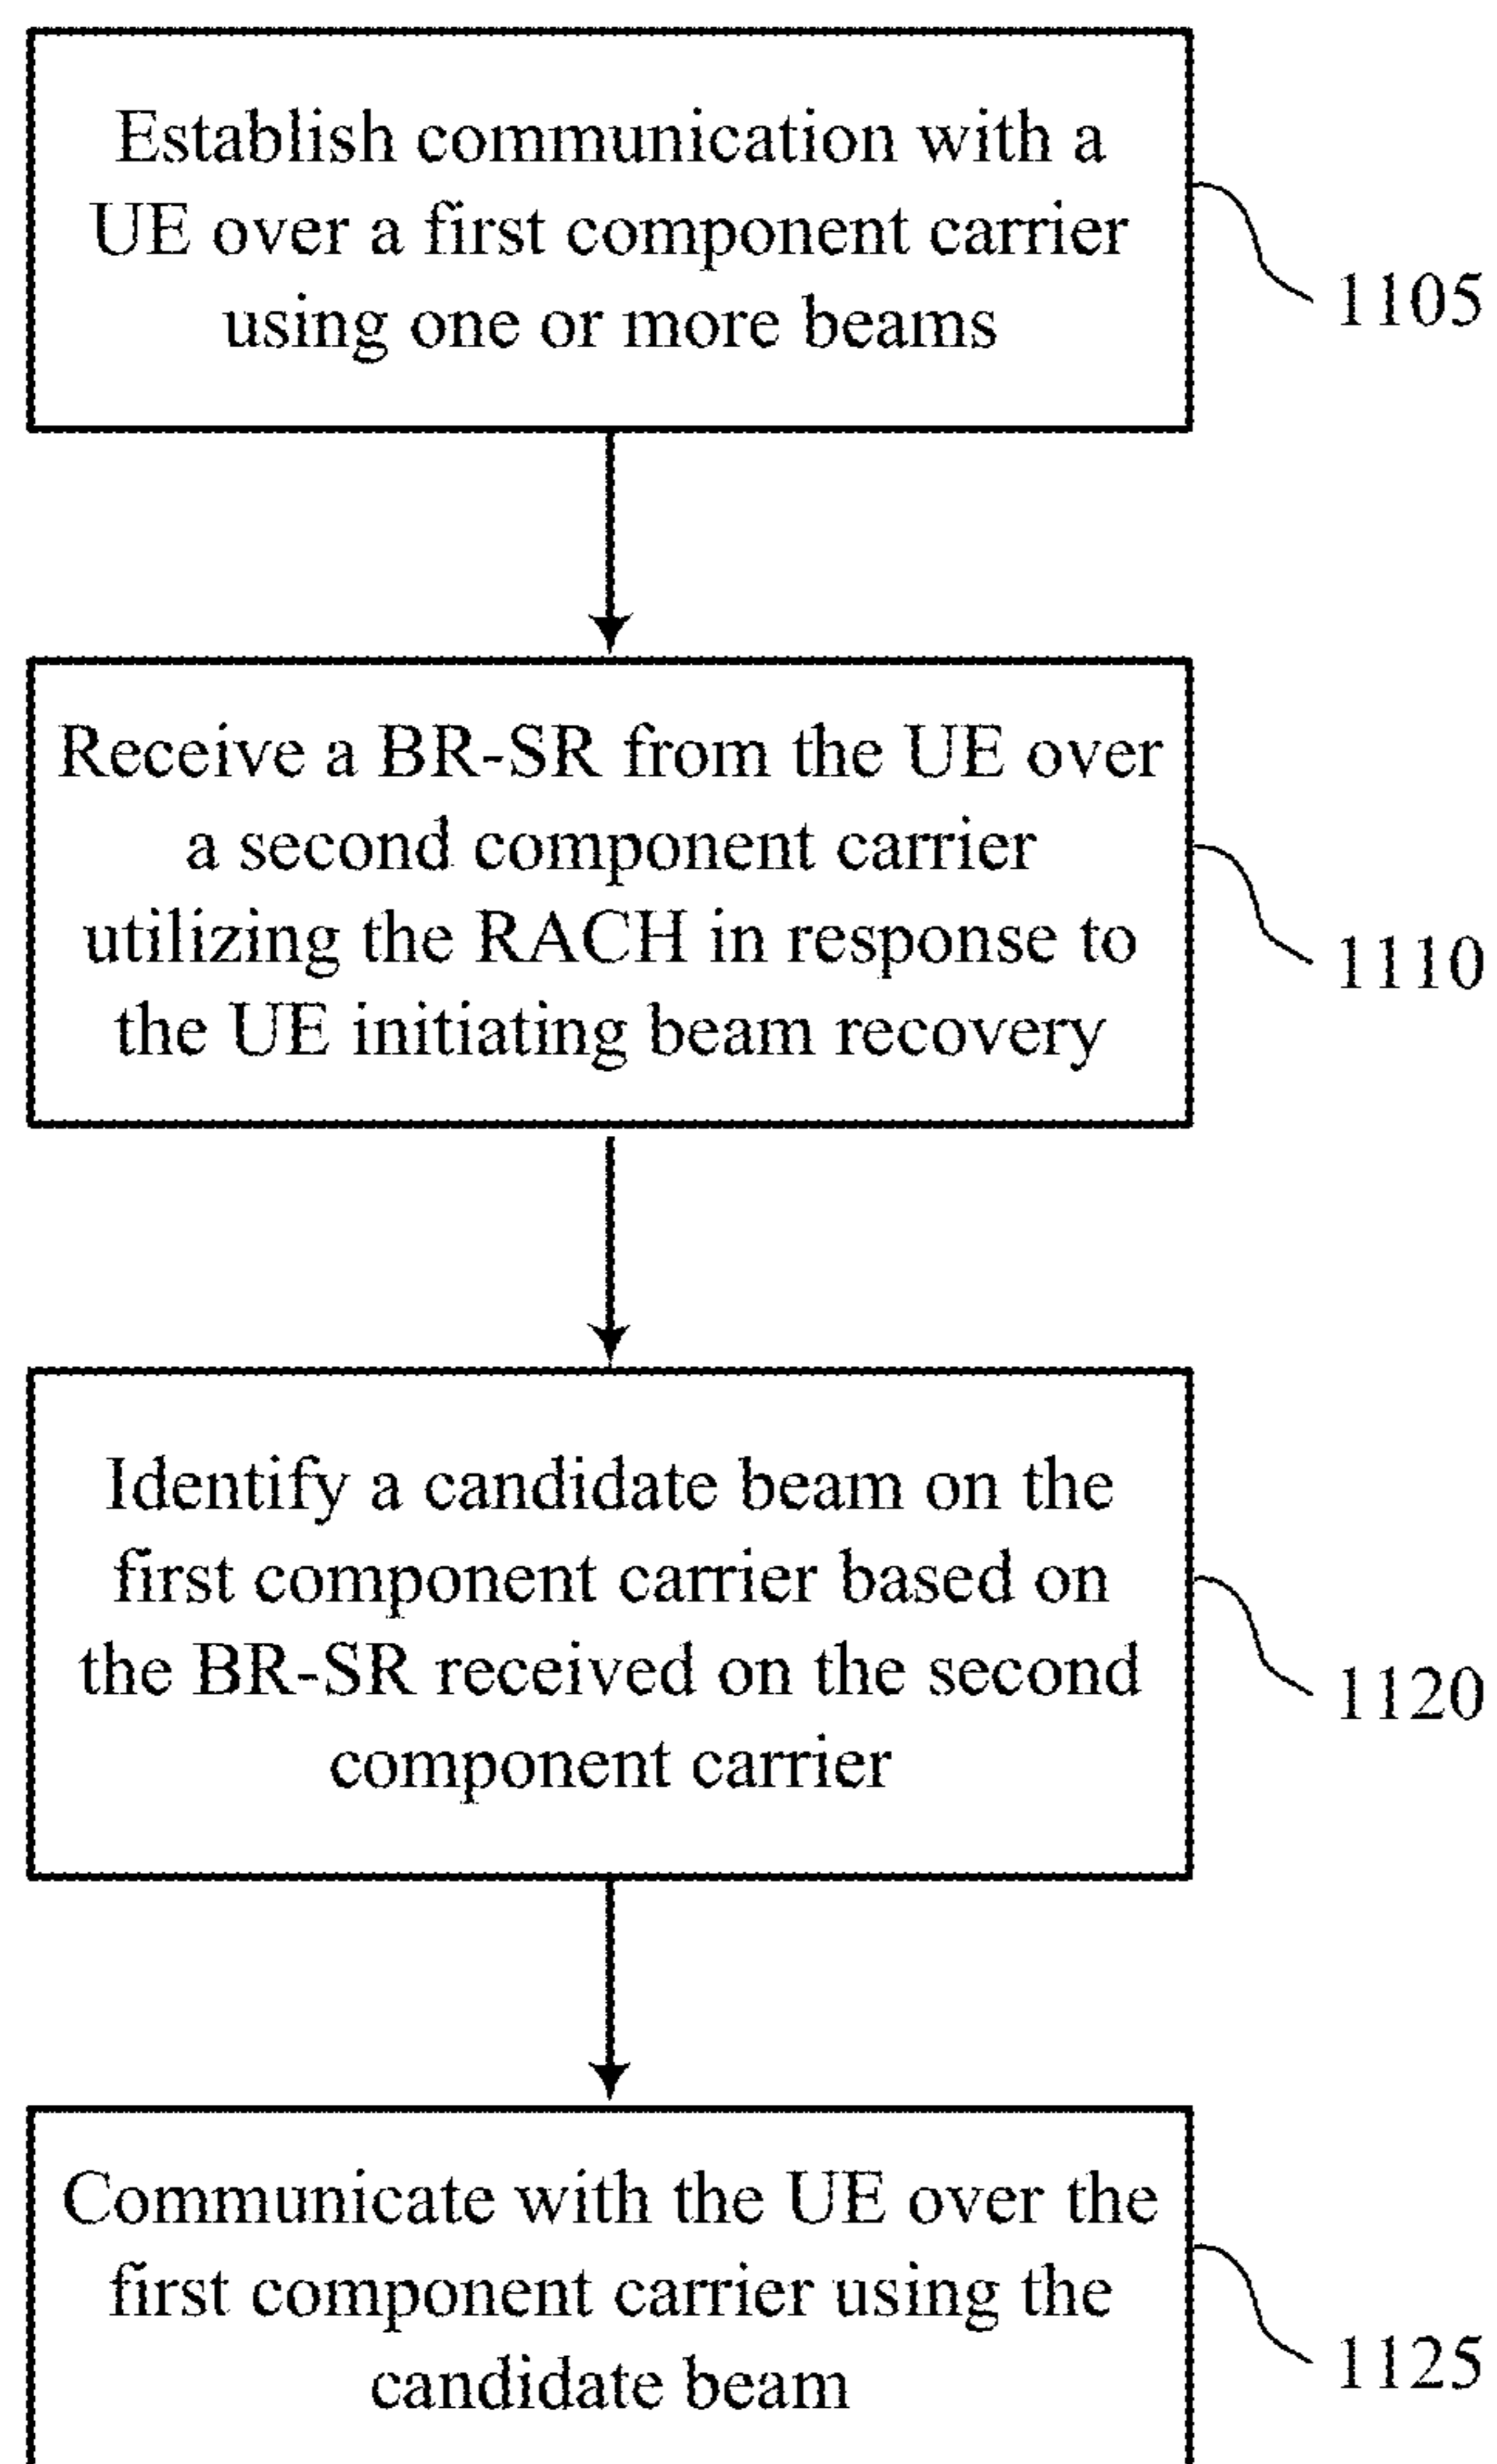 Establish communication with a
UE over a first component carrier
using one or more beams
1105
Receive a BR-SR from the UE over
a second component carrier
utilizing the RACH in response to
the UE initiating beam recovery
1110
Identify a candidate beam on the
first component carrier based on
the BR-SR received on the second
component carrier
1120
Communicate with the UE over the
first component carrier using the
candidate beam
1125